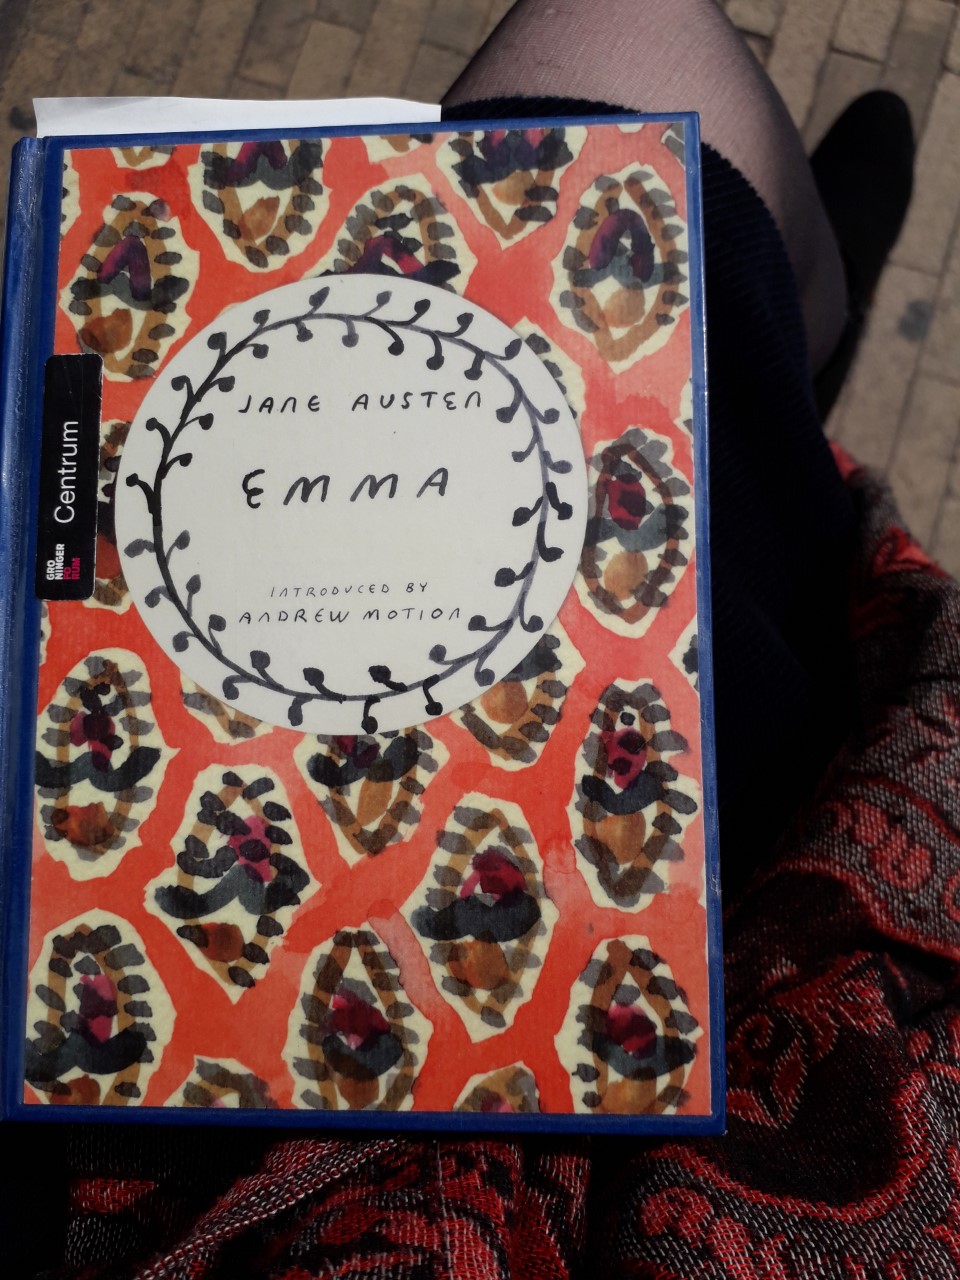 JANE AUSTEN
EMMA
INTRODUCED BY
ANDREW MOTION
Centrum
GRO
NINGER
FO
RUM